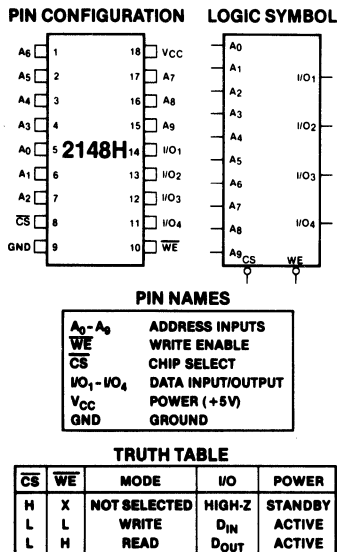 PIN CONFIGURATION
LOGIC SYMBOL
A6 1 18 VCC
A5 2 17 A7
A4 3 16 A8
A3 4 15 A9
A0 5 2148H 14 I/O1
A1 6 13 I/O2
A2 7 12 I/O3
CS 8 11 I/O4
GND 9 10 WE
A0
A1
A2
A3
A4
A5
A6
A7
A8
A9
I/O1
I/O2
I/O3
I/O4
CS WE
PIN NAMES
A0-A9 ADDRESS INPUTS
WE WRITE ENABLE
CS CHIP SELECT
I/O1-I/O4 DATA INPUT/OUTPUT
VCC POWER (+5V)
GND GROUND
TRUTH TABLE
CS WE MODE I/O POWER
H X NOT SELECTED HIGH-Z STANDBY
L L WRITE DIN ACTIVE
L H READ DOUT ACTIVE